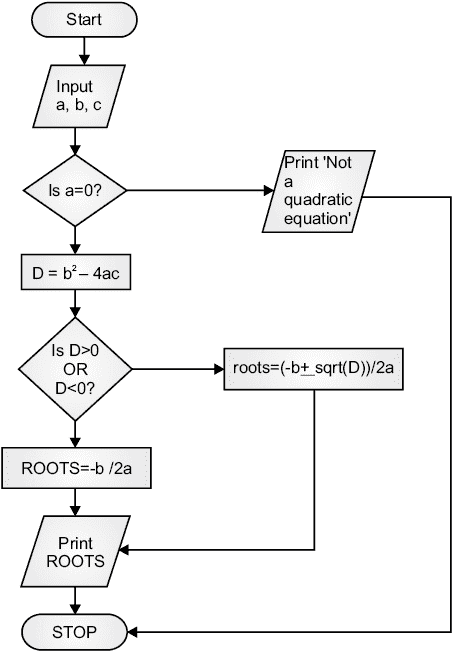 Start
Input
a, b, c
Is a=0?
Print 'Not
a
quadratic
equation'
D = b² – 4ac
Is D>0
OR
D<0?
roots=(-b±_sqrt(D))/2a
ROOTS=-b /2a
Print
ROOTS
STOP